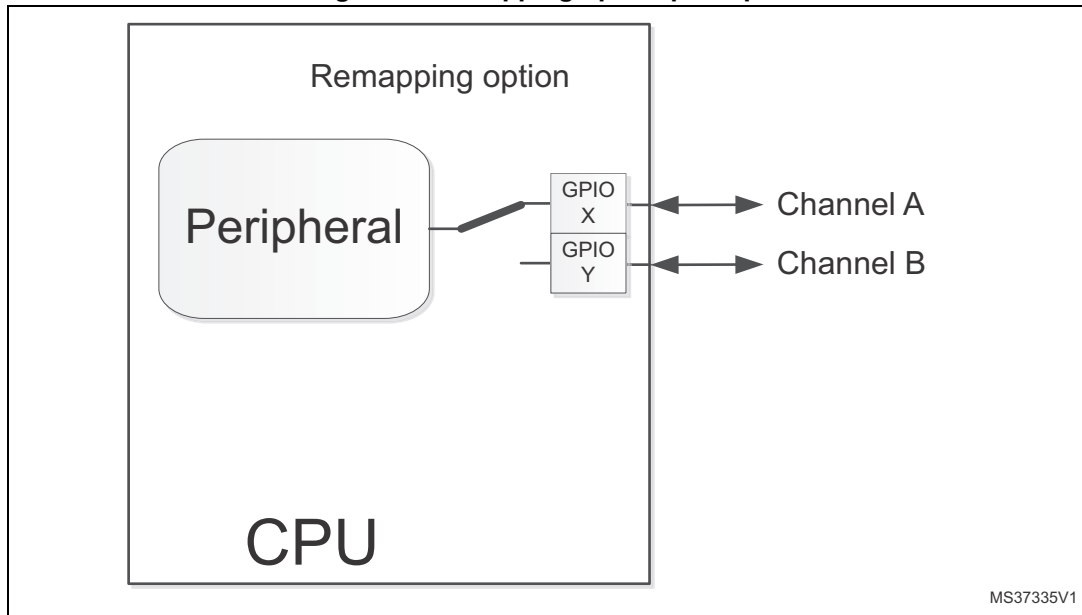 Remapping option
Peripheral
GPIO
X
GPIO
Y
Channel A
Channel B
CPU
MS37335V1